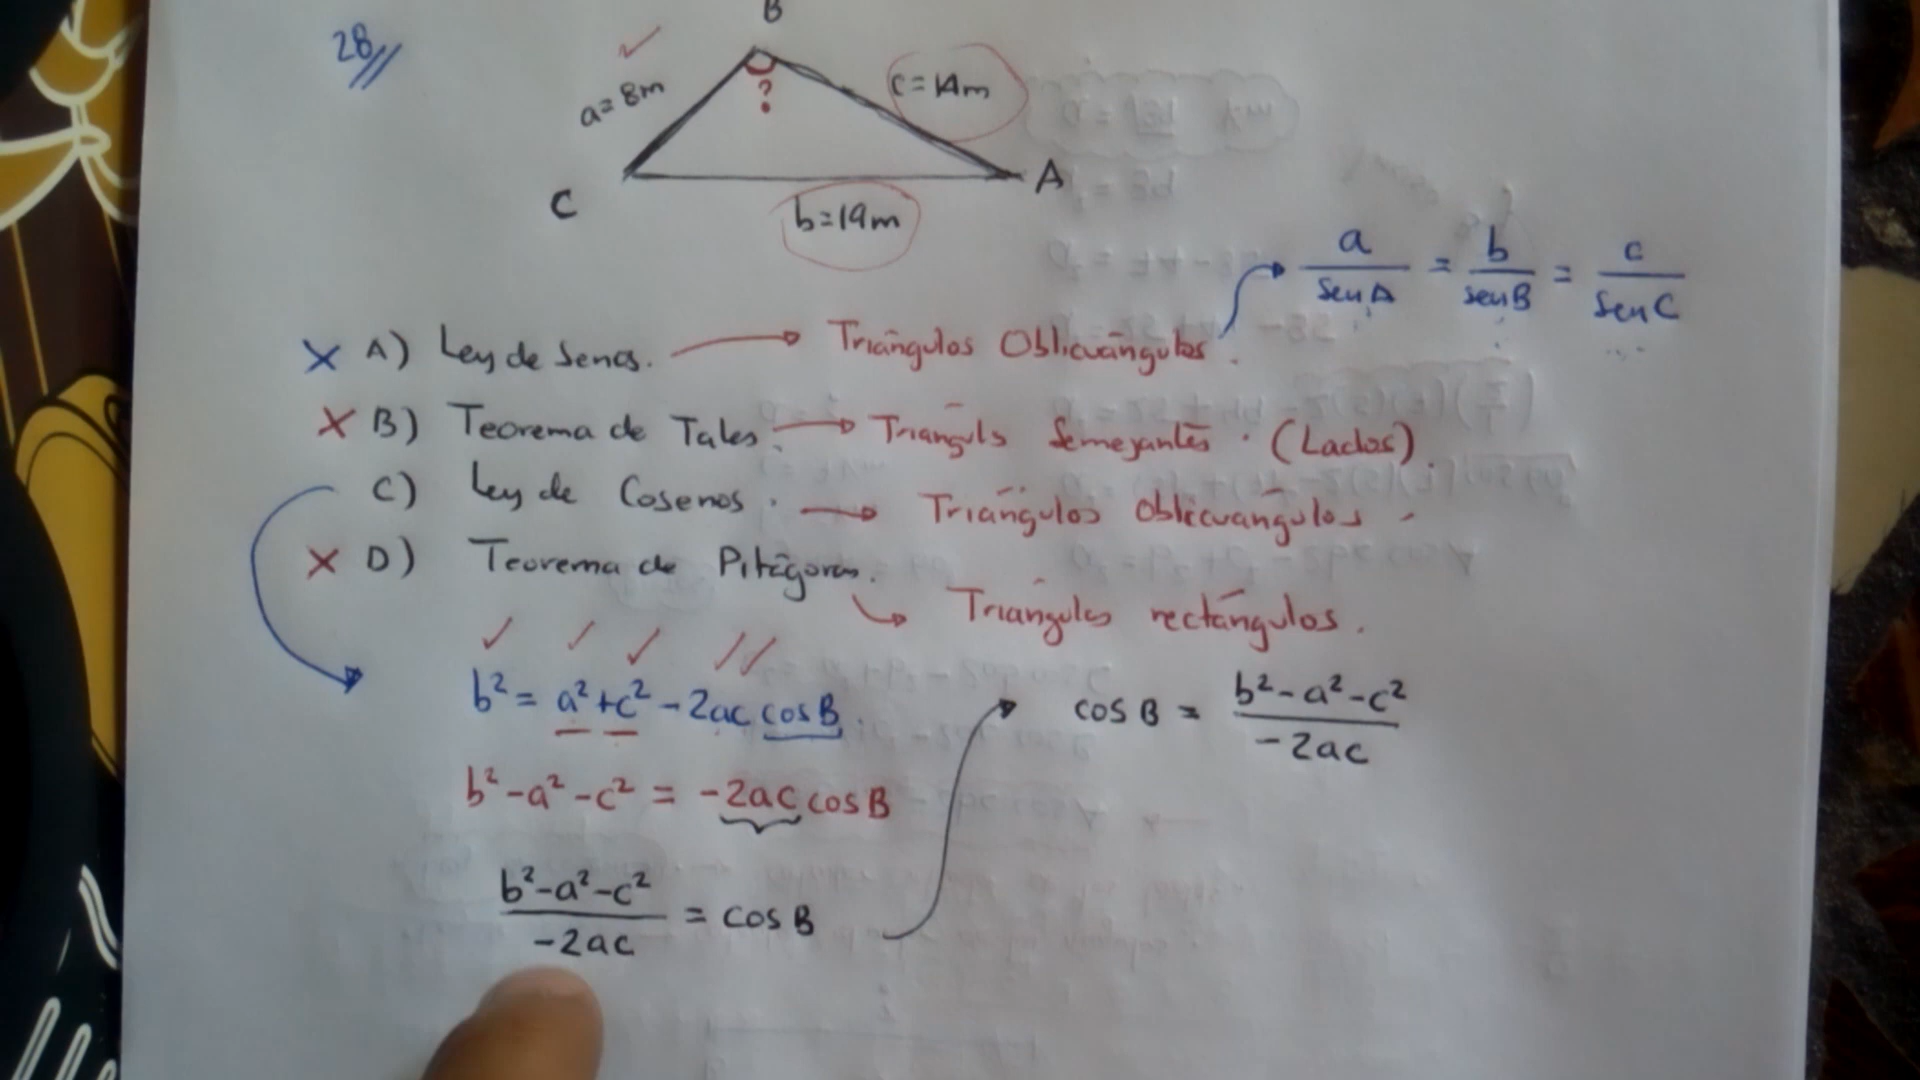 28//
B
a=8m
?
c=14m
C
A
b=19m
a/senA = b/senB = c/senC
X A) Ley de Senos. → Triángulos Oblicuángulos.
X B) Teorema de Tales. → Triánguls Semejantes. (Lados).
C) Ley de Cosenos. → Triángulos Oblicuángulos.
X D) Teorema de Pitágoras.
Triángulos rectángulos.
b² = a² + c² - 2ac cos B.
cos B = (b² - a² - c²)/(-2ac)
b² - a² - c² = -2ac cos B
(b² - a² - c²)/(-2ac) = cos B